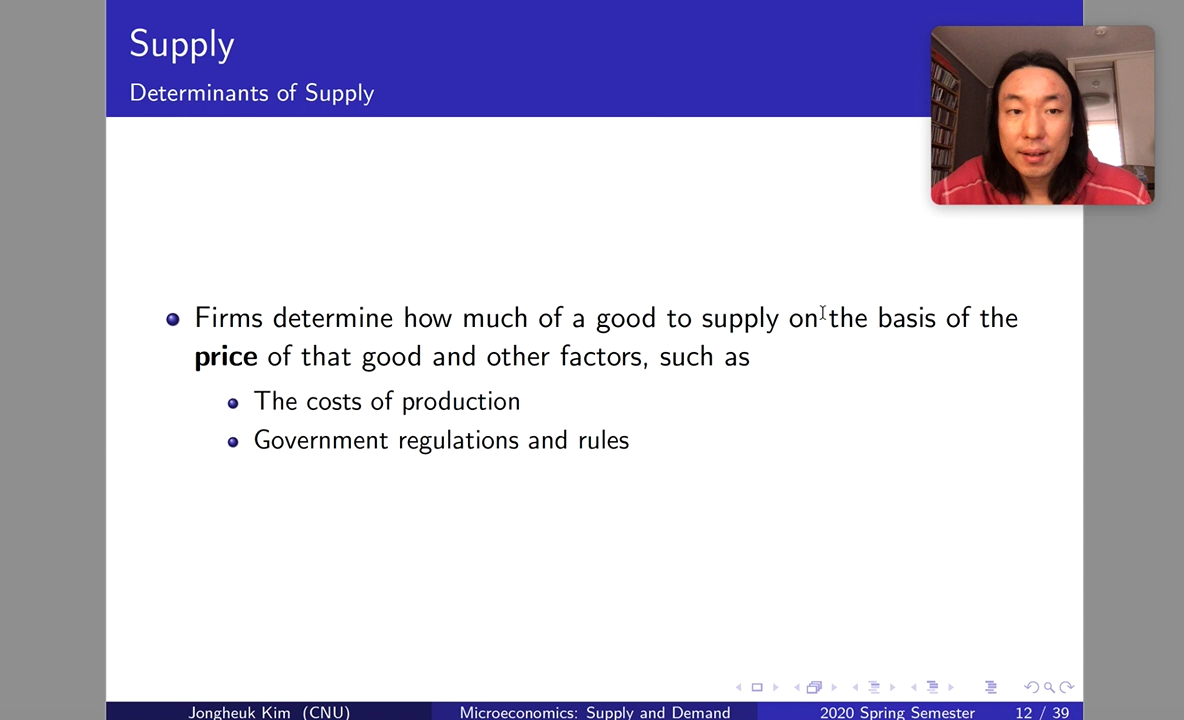 Supply
Determinants of Supply
Firms determine how much of a good to supply on the basis of the
price of that good and other factors, such as
The costs of production
Government regulations and rules
Jongheuk Kim (CNU) Microeconomics: Supply and Demand 2020 Spring Semester 12 / 39